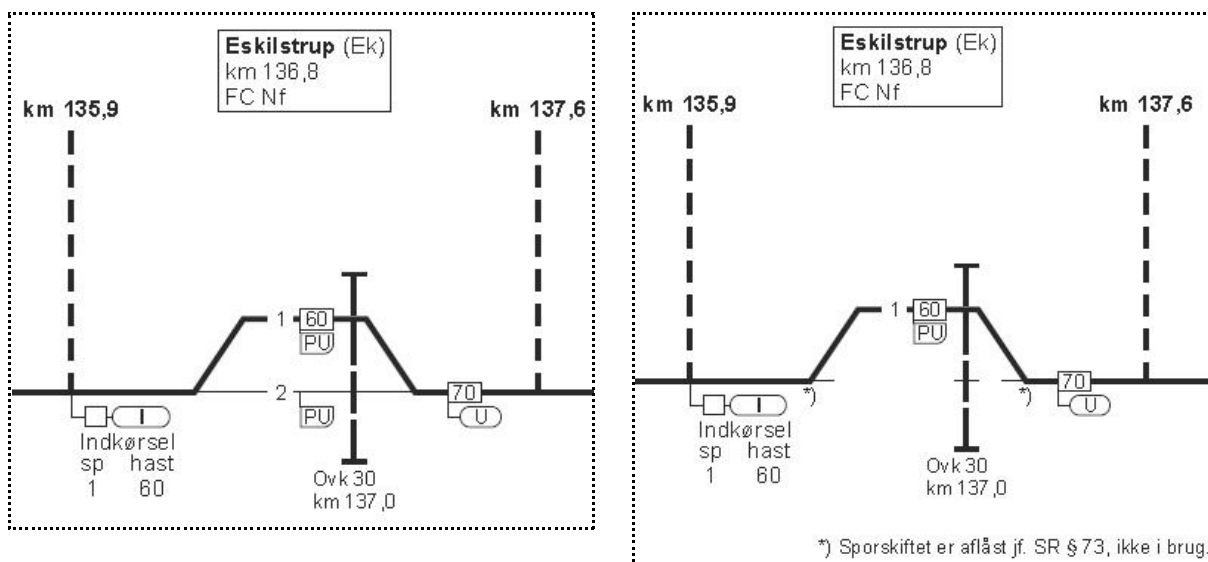 Eskilstrup (Ek)
km 136,8
FC Nf
km 135,9
km 137,6
1
60
PU
2
PU
70
U
I
Indkørsel
sp hast
1 60
Ovk 30
km 137,0
Eskilstrup (Ek)
km 136,8
FC Nf
km 135,9
km 137,6
1
60
PU
*)
*)
70
U
I
Indkørsel
sp hast
1 60
Ovk 30
km 137,0
*) Sporskiftet er aflåst jf. SR § 73, ikke i brug.